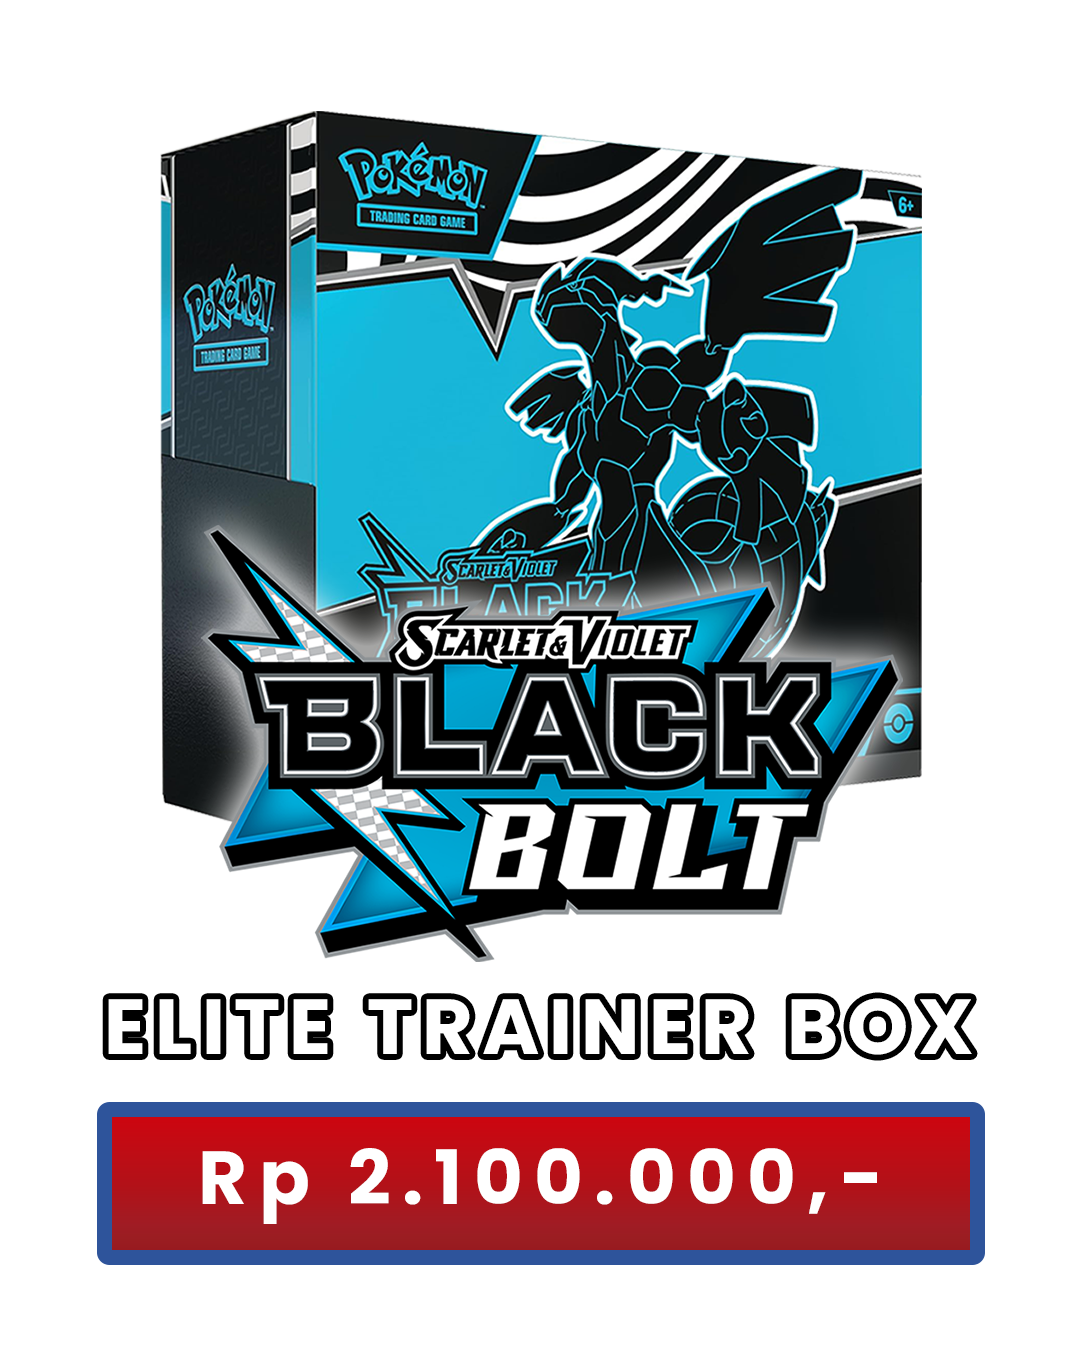 POKéMON
TRADING CARD GAME
6+
POKéMON
TRADING CARD GAME
SCARLET & VIOLET
BLACK
SCARLET & VIOLET
BLACK
BOLT
ELITE TRAINER BOX
Rp 2.100.000,-